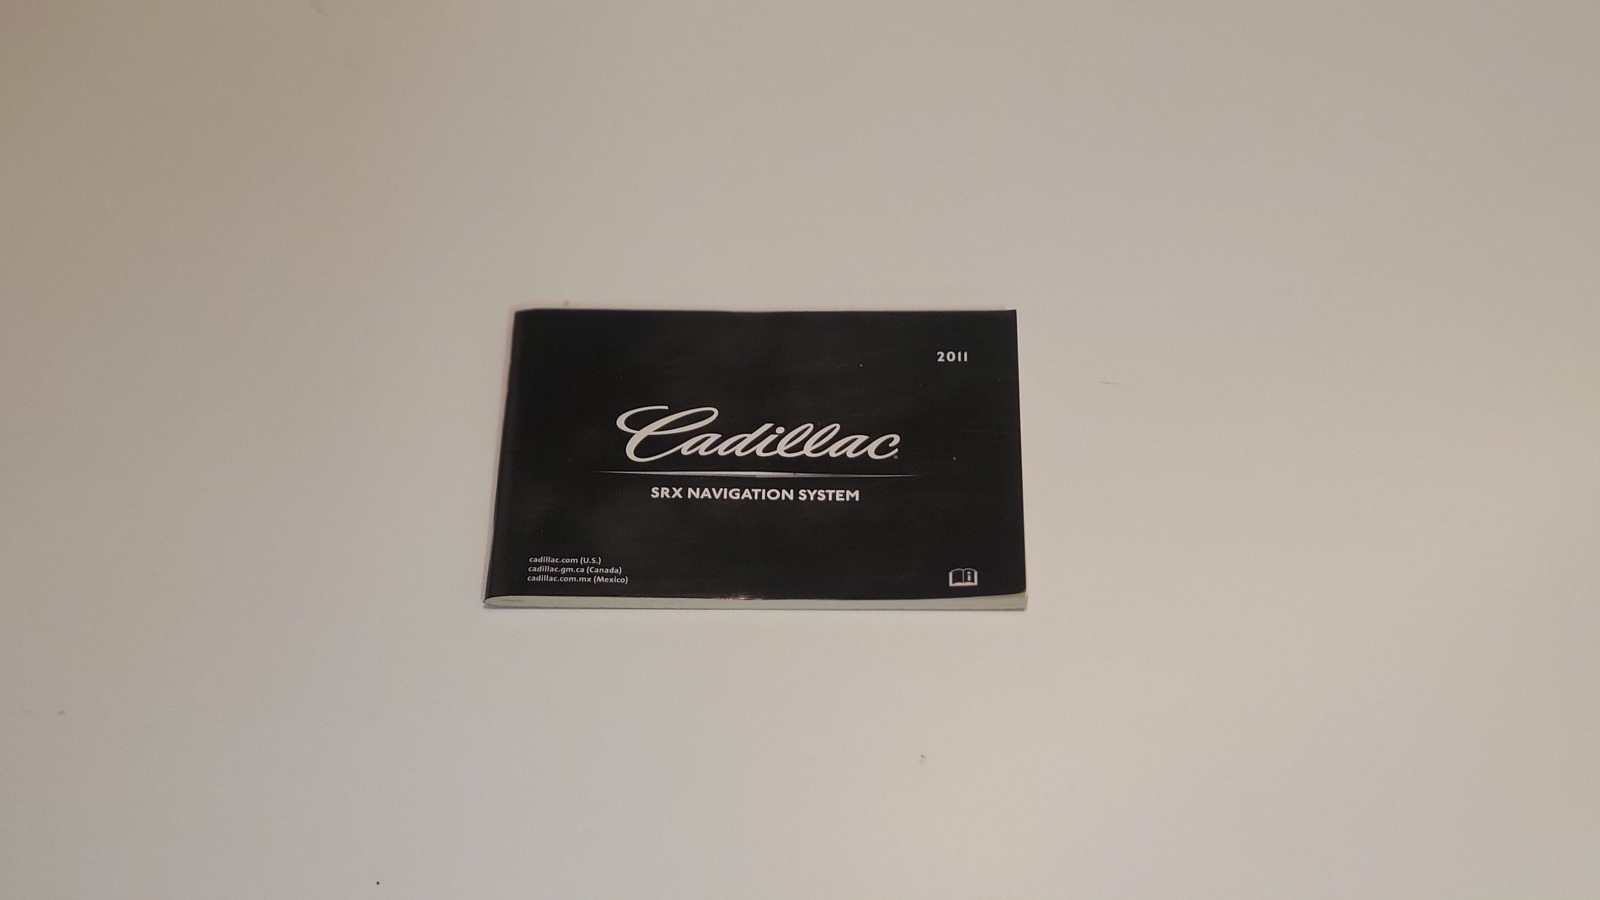 2011
Cadillac
SRX NAVIGATION SYSTEM
cadillac.com (U.S.)
cadillac.gm.ca (Canada)
cadillac.com.mx (Mexico)